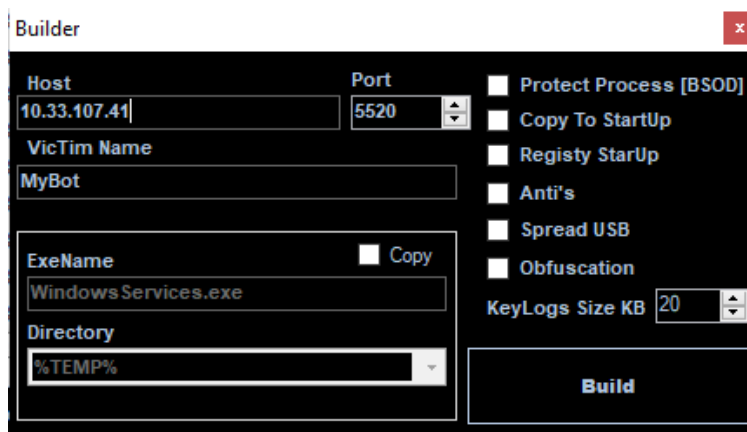 Builder
x
Host
Port
10.33.107.41
5520
VicTim Name
MyBot
ExeName
Copy
WindowsServices.exe
Directory
%TEMP%
Protect Process [BSOD]
Copy To StartUp
Registy StarUp
Anti's
Spread USB
Obfuscation
KeyLogs Size KB 20
Build